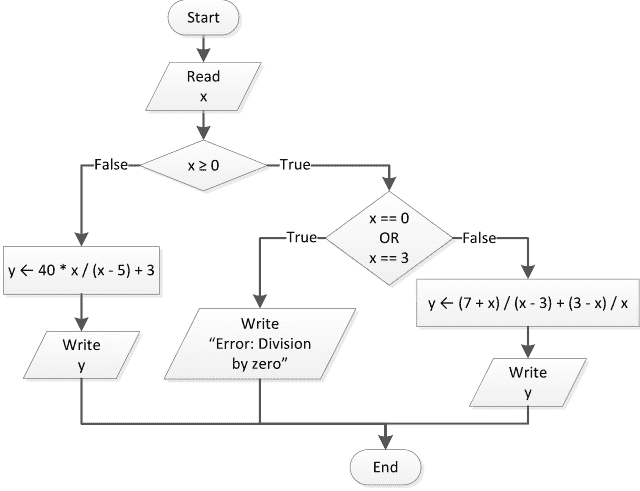 Start
Read
x
x ≥ 0
False
True
x == 0
OR
x == 3
True
False
y ← 40 * x / (x - 5) + 3
Write
y
Write
“Error: Division
by zero”
y ← (7 + x) / (x - 3) + (3 - x) / x
Write
y
End